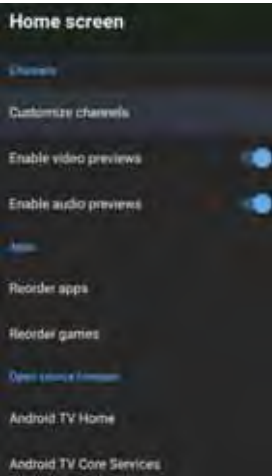 Home screen
Channels
Customize channels
Enable video previews
Enable audio previews
Apps
Reorder apps
Reorder games
Open source licenses
Android TV Home
Android TV Core Services